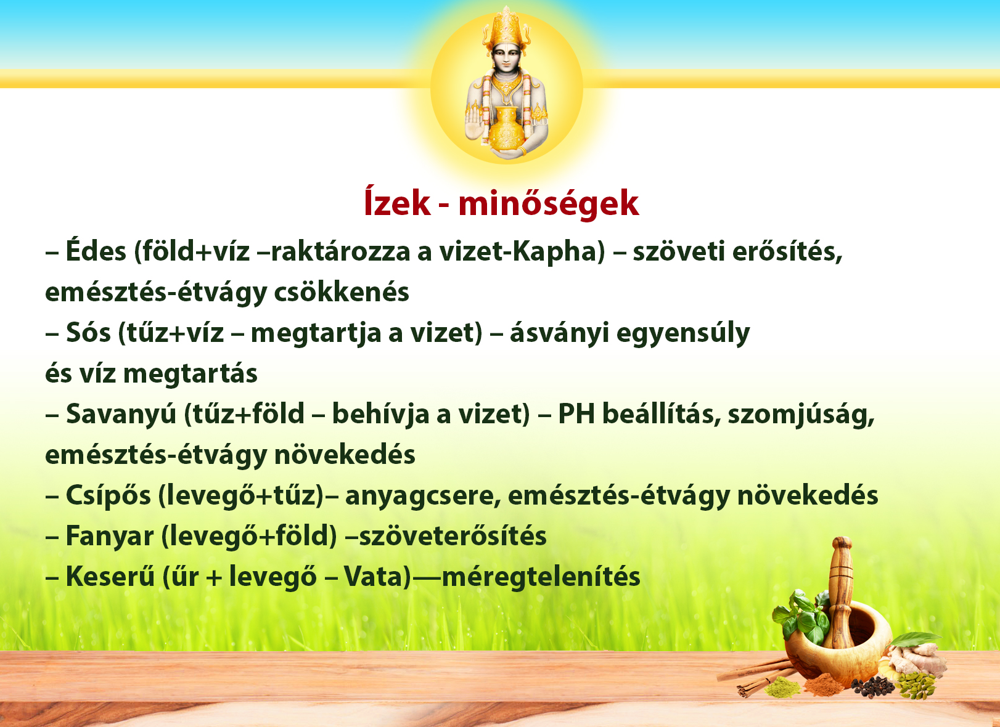 Ízek - minőségek
– Édes (föld+víz –raktározza a vizet-Kapha) – szöveti erősítés,
emésztés-étvágy csökkenés
– Sós (tűz+víz – megtartja a vizet) – ásványi egyensúly
és víz megtartás
– Savanyú (tűz+föld – behívja a vizet) – PH beállítás, szomjúság,
emésztés-étvágy növekedés
– Csípős (levegő+tűz)– anyagcsere, emésztés-étvágy növekedés
– Fanyar (levegő+föld) –szöveterősítés
– Keserű (űr + levegő – Vata)—méregtelenítés